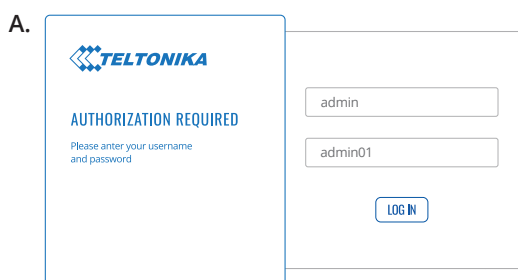 A.
TELTONIKA
AUTHORIZATION REQUIRED
Please anter your username
and password
admin
admin01
LOG IN